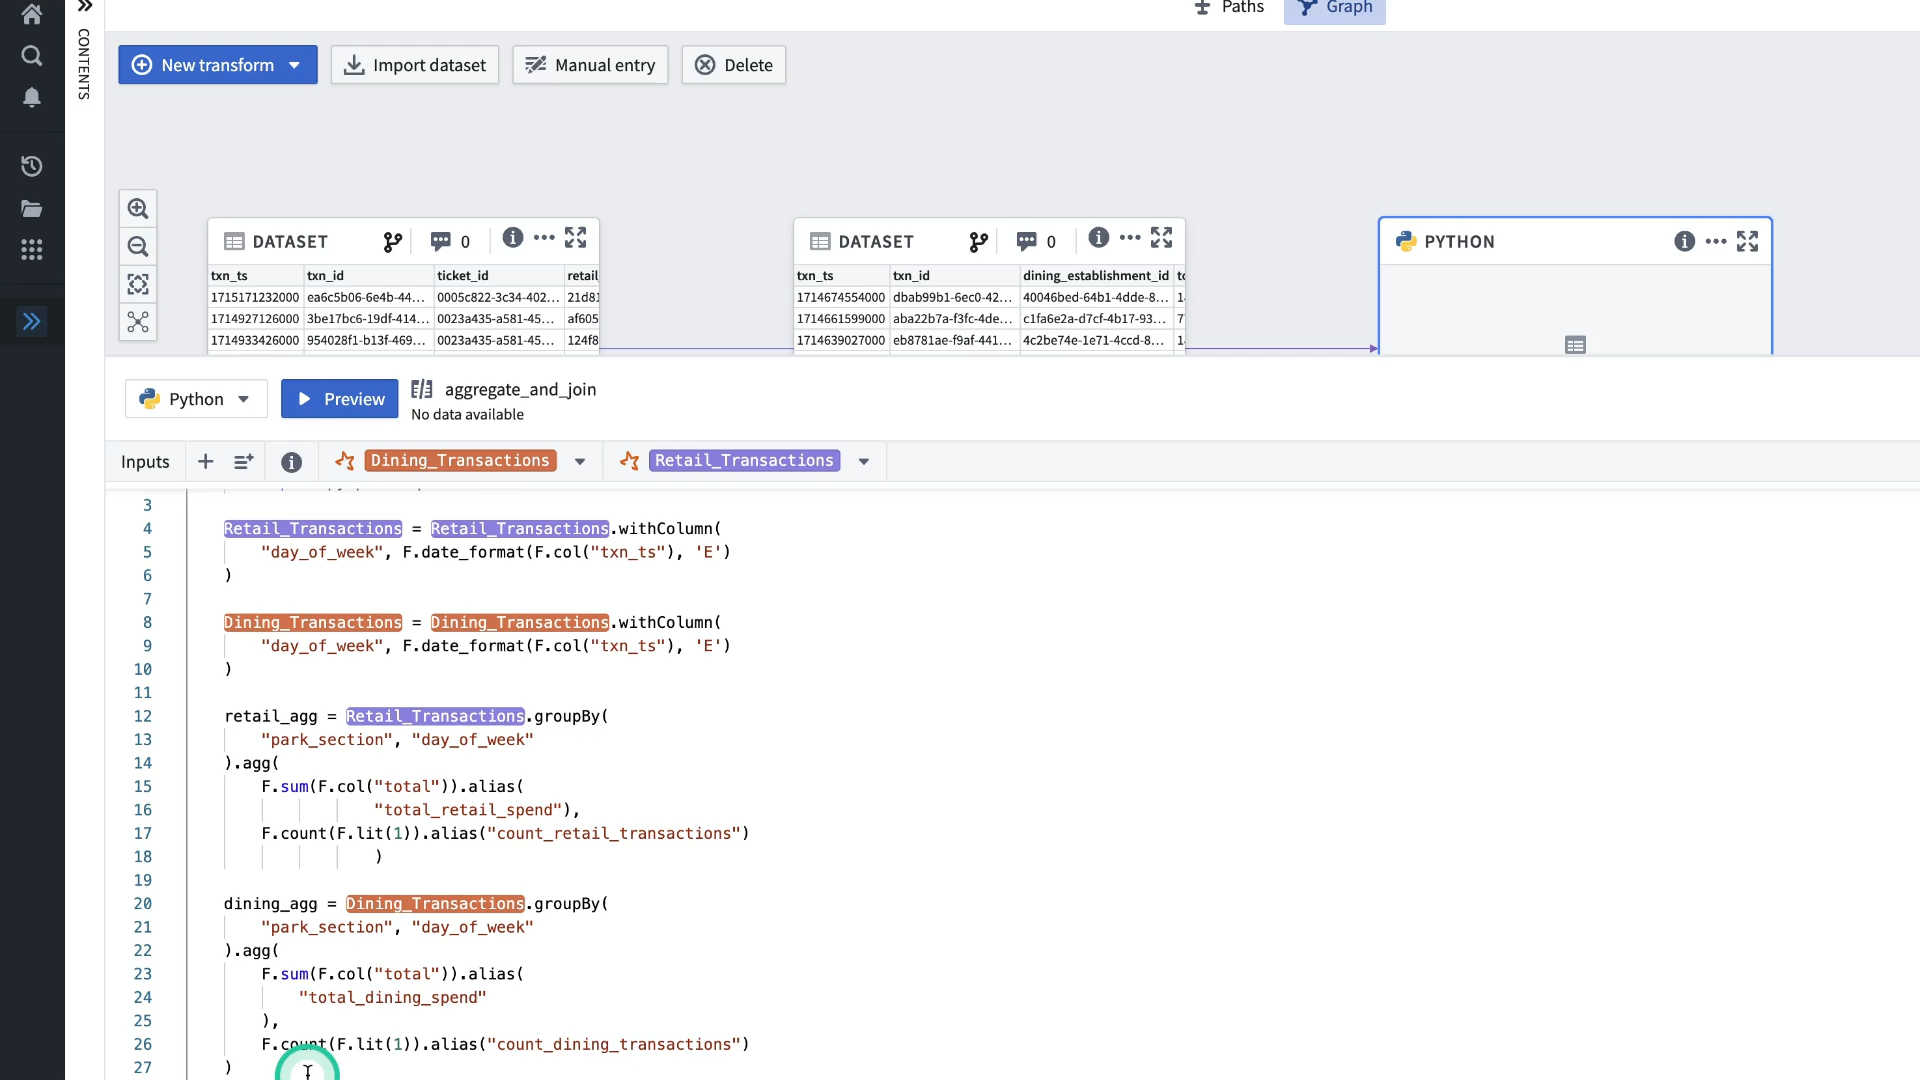 Paths
Graph
CONTENTS
New transform
Import dataset
Manual entry
Delete
DATASET
0
txn_ts txn_id ticket_id retail_
1715171232000 ea6c5b06-6e4b-44... 0005c822-3c34-402... 21d81
1714927126000 3be17bc6-19df-414... 0023a435-a581-45... af605
1714933426000 954028f1-b13f-469... 0023a435-a581-45... 124f8
DATASET
0
txn_ts txn_id dining_establishment_id to
1714674554000 dbab99b1-6ec0-42... 40046bed-64b1-4dde-8... 1
1714661599000 aba22b7a-f3fc-4de... c1fa6e2a-d7cf-4b17-93... 7
1714639027000 eb8781ae-f9af-441... 4c2be74e-1e71-4ccd-8... 1
PYTHON
Python
Preview
aggregate_and_join
No data available
Inputs
Dining_Transactions
Retail_Transactions
3
4 Retail_Transactions = Retail_Transactions.withColumn(
5 "day_of_week", F.date_format(F.col("txn_ts"), 'E')
6 )
7
8 Dining_Transactions = Dining_Transactions.withColumn(
9 "day_of_week", F.date_format(F.col("txn_ts"), 'E')
10 )
11
12 retail_agg = Retail_Transactions.groupBy(
13 "park_section", "day_of_week"
14 ).agg(
15 F.sum(F.col("total")).alias(
16 "total_retail_spend"),
17 F.count(F.lit(1)).alias("count_retail_transactions")
18 )
19
20 dining_agg = Dining_Transactions.groupBy(
21 "park_section", "day_of_week"
22 ).agg(
23 F.sum(F.col("total")).alias(
24 "total_dining_spend"
25 ),
26 F.count(F.lit(1)).alias("count_dining_transactions")
27 )